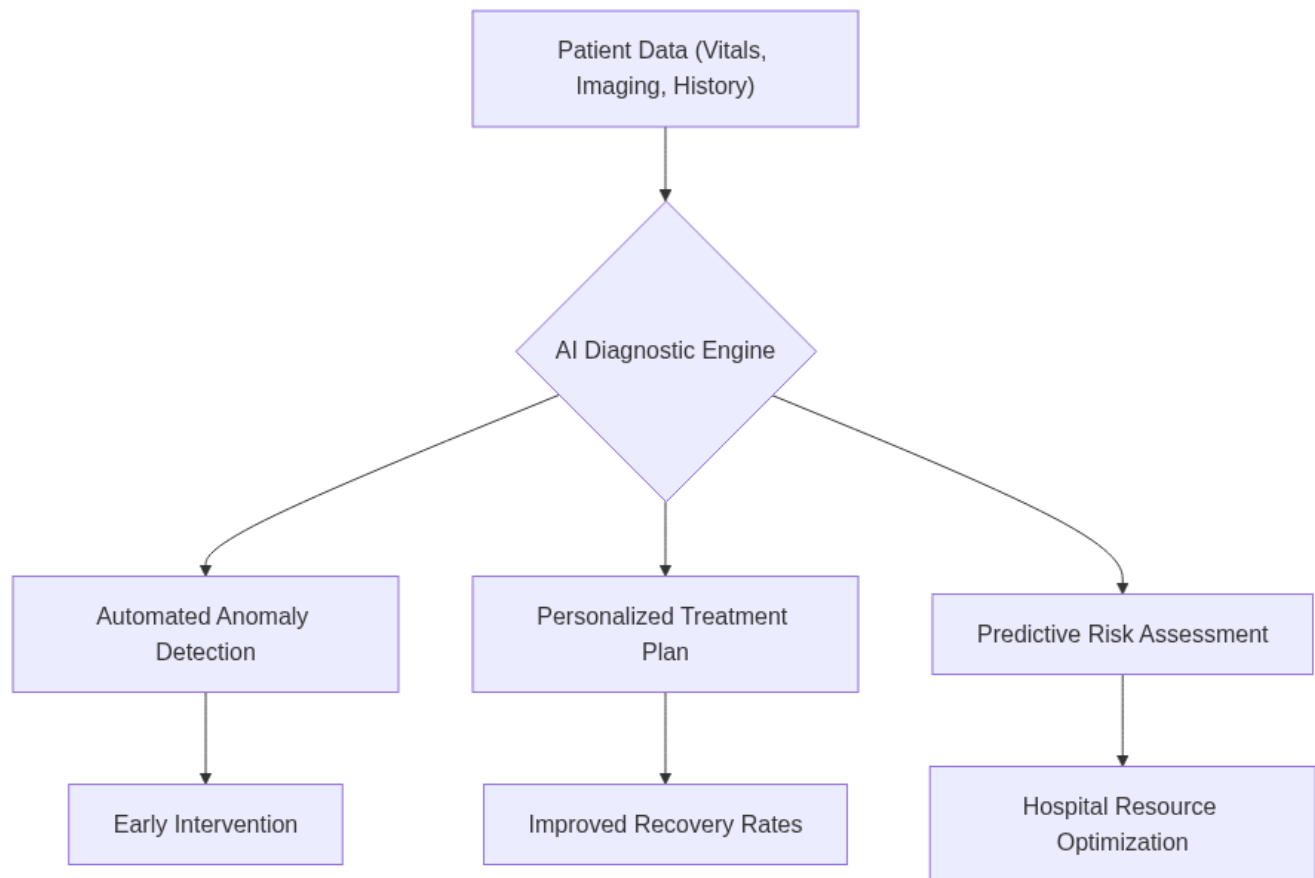 Patient Data (Vitals,
Imaging, History)
AI Diagnostic Engine
Automated Anomaly
Detection
Personalized Treatment
Plan
Predictive Risk Assessment
Early Intervention
Improved Recovery Rates
Hospital Resource
Optimization